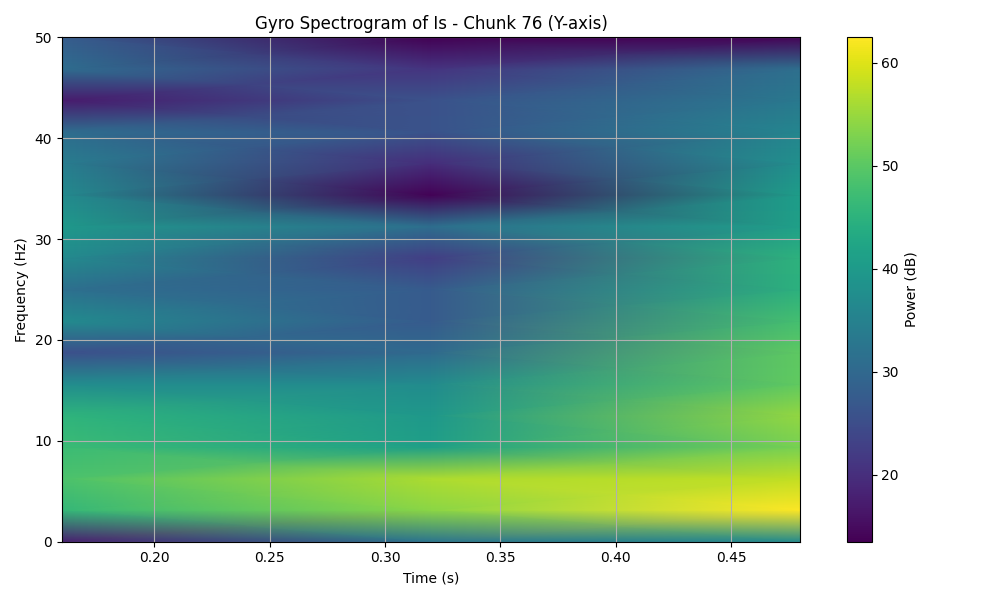 Gyro Spectrogram of Is - Chunk 76 (Y-axis)
50
40
30
20
10
0
Frequency (Hz)
0.20 0.25 0.30 0.35 0.40 0.45
Time (s)
60
50
40
30
20
Power (dB)